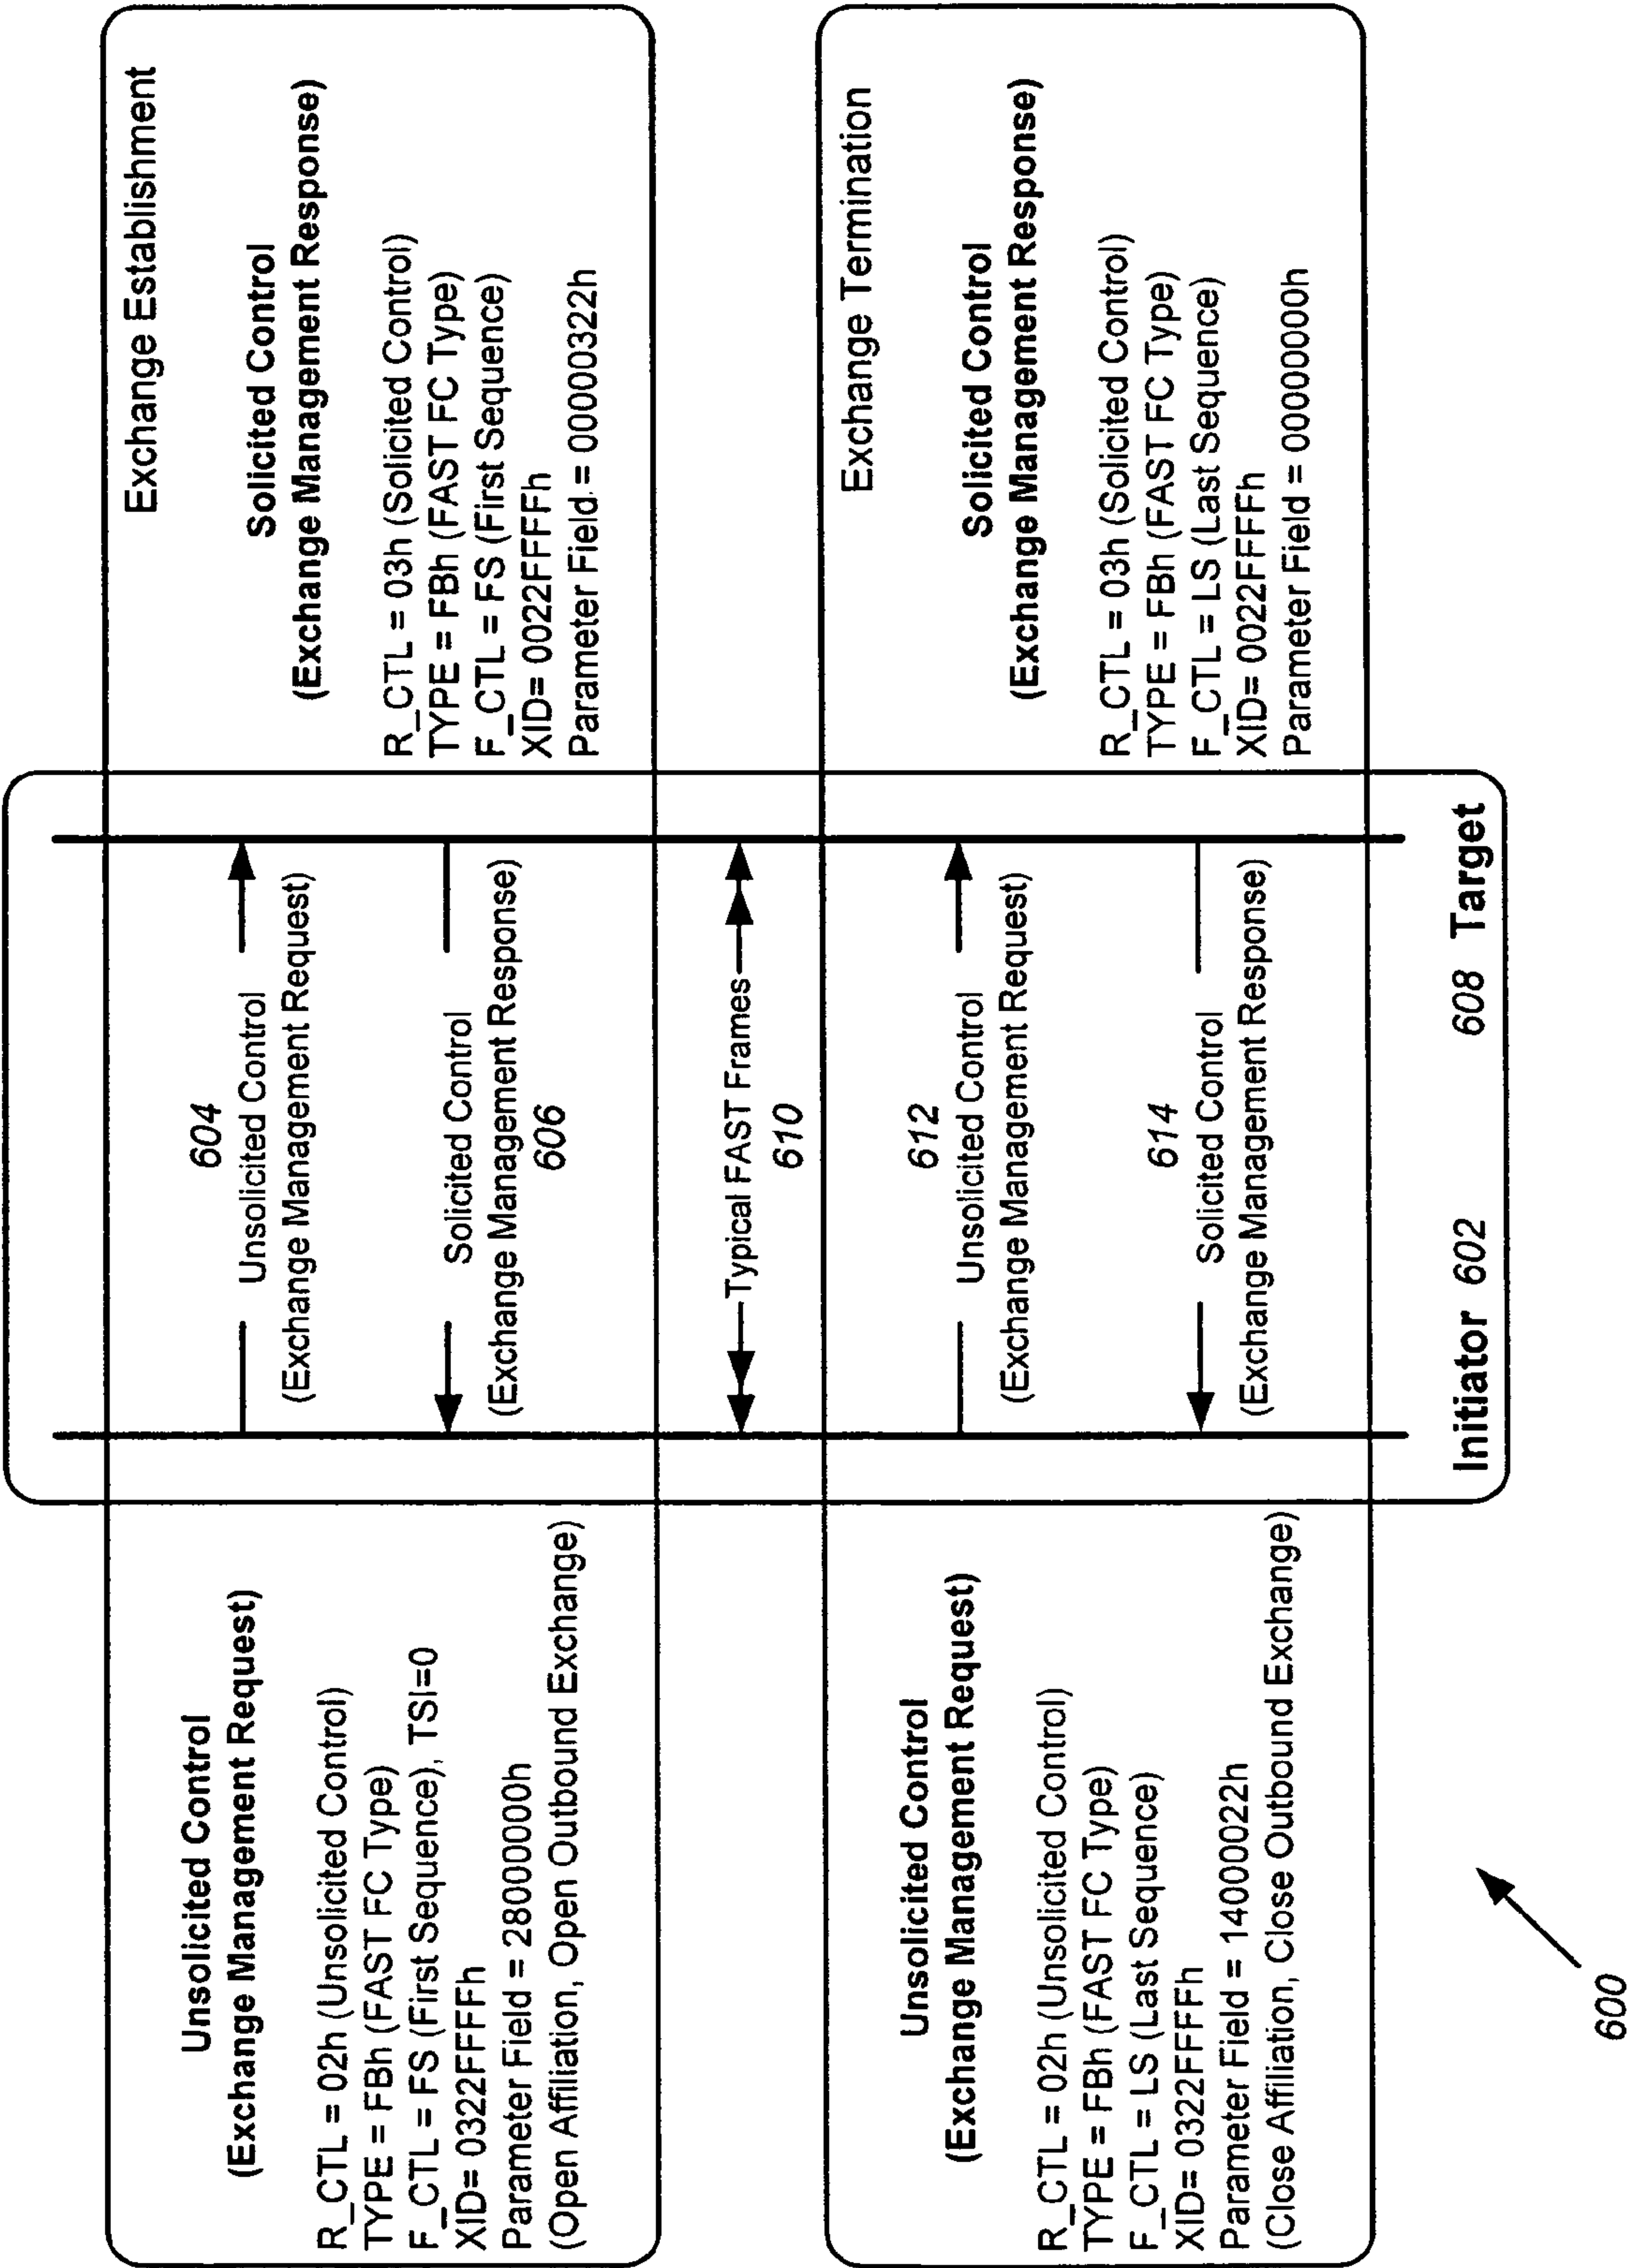 Exchange Establishment
Unsolicited Control
(Exchange Management Request)
R_CTL = 02h (Unsolicited Control)
TYPE = FBh (FAST FC Type)
F_CTL = FS (First Sequence), TSI=0
XID= 0322FFFFh
Parameter Field = 28000000h
(Open Affiliation, Open Outbound Exchange)
604
Unsolicited Control
(Exchange Management Request)
Solicited Control
(Exchange Management Response)
606
Solicited Control
(Exchange Management Response)
R_CTL = 03h (Solicited Control)
TYPE = FBh (FAST FC Type)
F_CTL = FS (First Sequence)
XID= 0022FFFFh
Parameter Field = 00000322h
Typical FAST Frames
610
Exchange Termination
Unsolicited Control
(Exchange Management Request)
R_CTL = 02h (Unsolicited Control)
TYPE = FBh (FAST FC Type)
F_CTL = LS (Last Sequence)
XID= 0322FFFFh
Parameter Field = 14000022h
(Close Affiliation, Close Outbound Exchange)
612
Unsolicited Control
(Exchange Management Request)
614
Solicited Control
(Exchange Management Response)
Solicited Control
(Exchange Management Response)
R_CTL = 03h (Solicited Control)
TYPE = FBh (FAST FC Type)
F_CTL = LS (Last Sequence)
XID= 0022FFFFh
Parameter Field = 00000000h
Initiator 602
608 Target
600